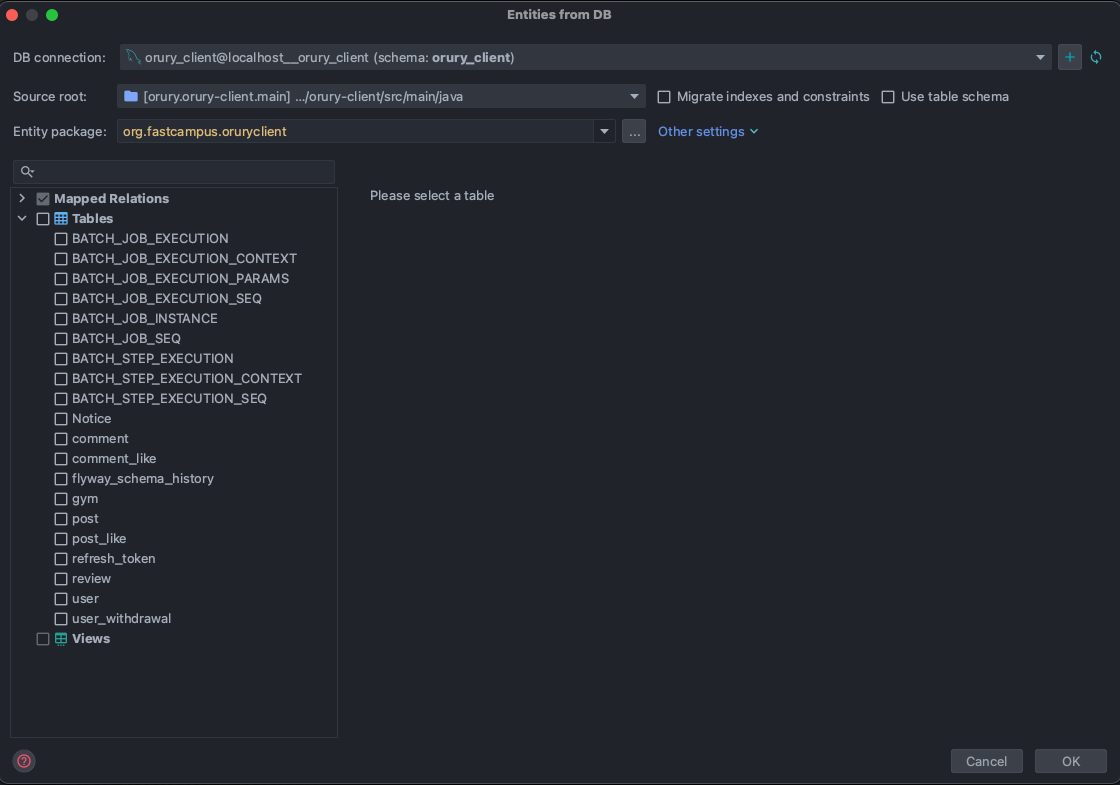 Entities from DB
DB connection: orury_client@localhost__orury_client (schema: orury_client)
Source root: [orury.orury-client.main] .../orury-client/src/main/java Migrate indexes and constraints Use table schema
Entity package: org.fastcampus.oruryclient ... Other settings
Mapped Relations
Please select a table
Tables
BATCH_JOB_EXECUTION
BATCH_JOB_EXECUTION_CONTEXT
BATCH_JOB_EXECUTION_PARAMS
BATCH_JOB_EXECUTION_SEQ
BATCH_JOB_INSTANCE
BATCH_JOB_SEQ
BATCH_STEP_EXECUTION
BATCH_STEP_EXECUTION_CONTEXT
BATCH_STEP_EXECUTION_SEQ
Notice
comment
comment_like
flyway_schema_history
gym
post
post_like
refresh_token
review
user
user_withdrawal
Views
? Cancel OK